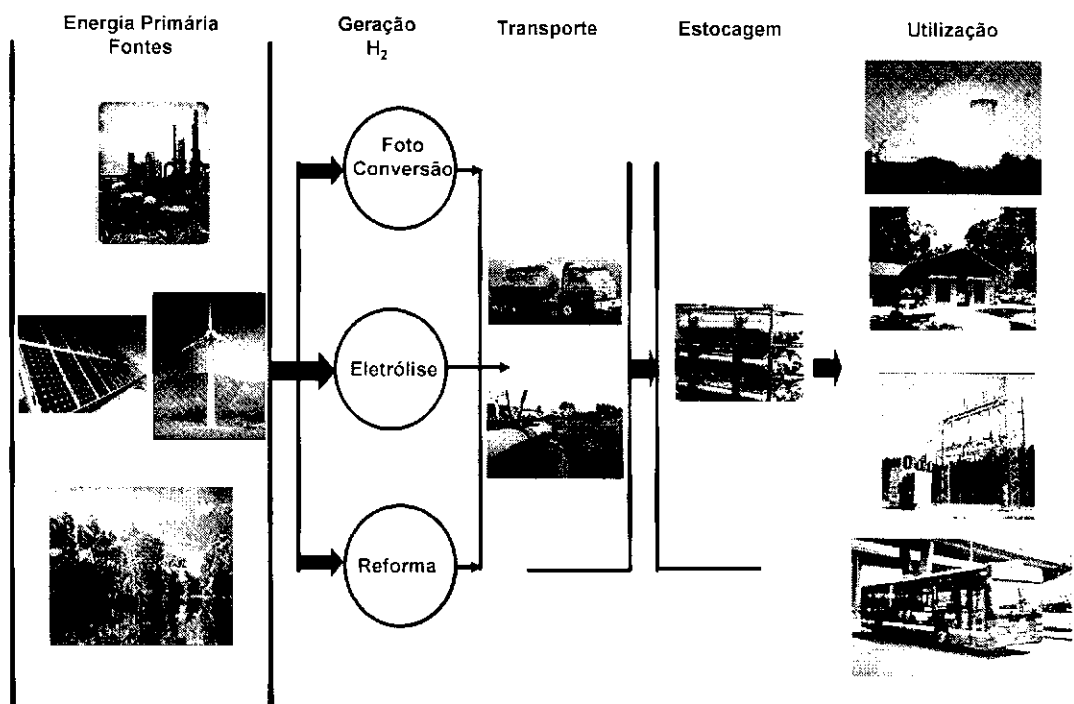 Energia Primária
Fontes
Geração
H₂
Transporte
Estocagem
Utilização
Foto
Conversão
Eletrólise
Reforma